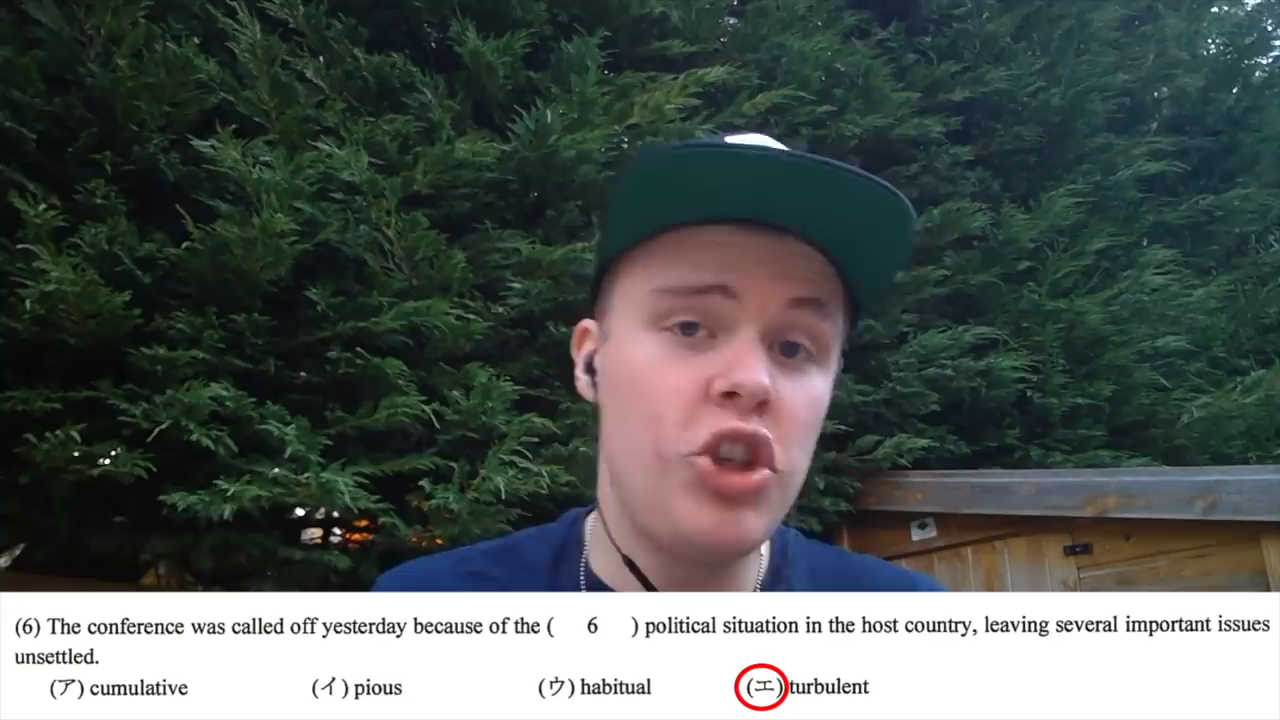 (6) The conference was called off yesterday because of the ( 6 ) political situation in the host country, leaving several important issues
unsettled.
(ア) cumulative (イ) pious (ウ) habitual (エ) turbulent